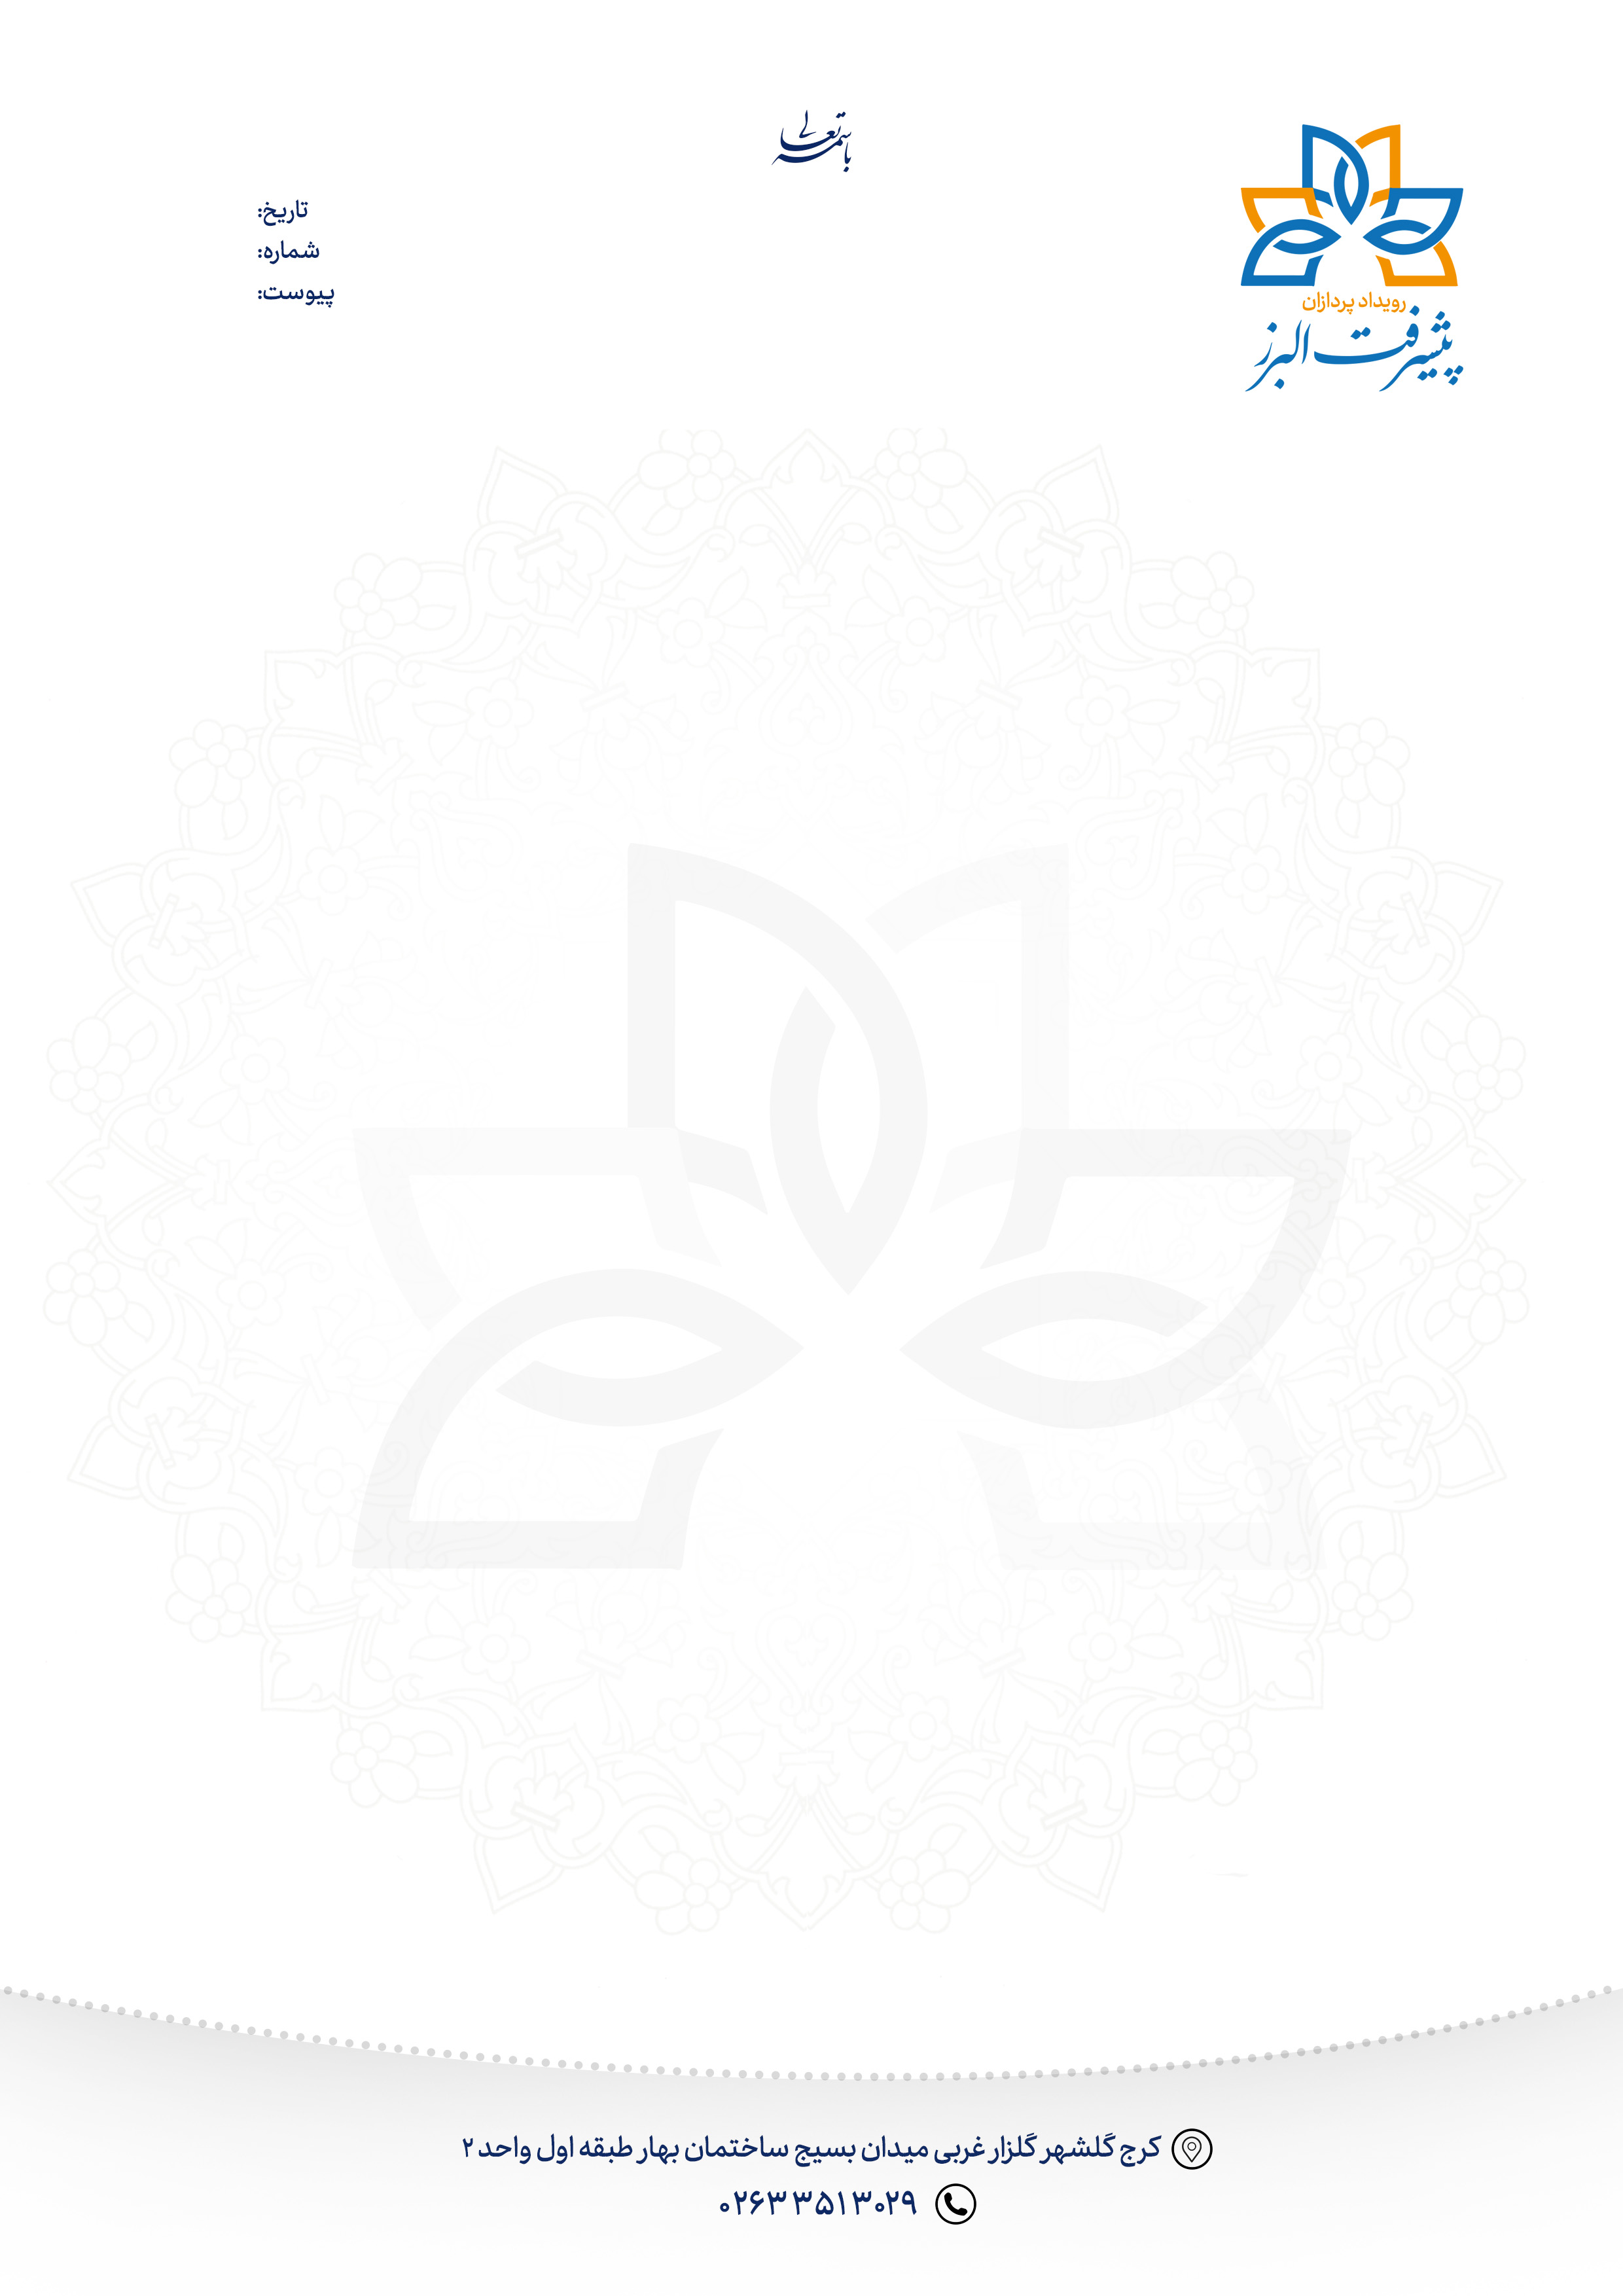 باسمه تعالی
رویداد پردازان
پیشرفت البرز
تاریخ:
شماره:
پیوست:
کرج گلشهر گلزار غربی میدان بسیج ساختمان بهار طبقه اول واحد ۲
۰۲۶۳۳۵۱۳۰۲۹